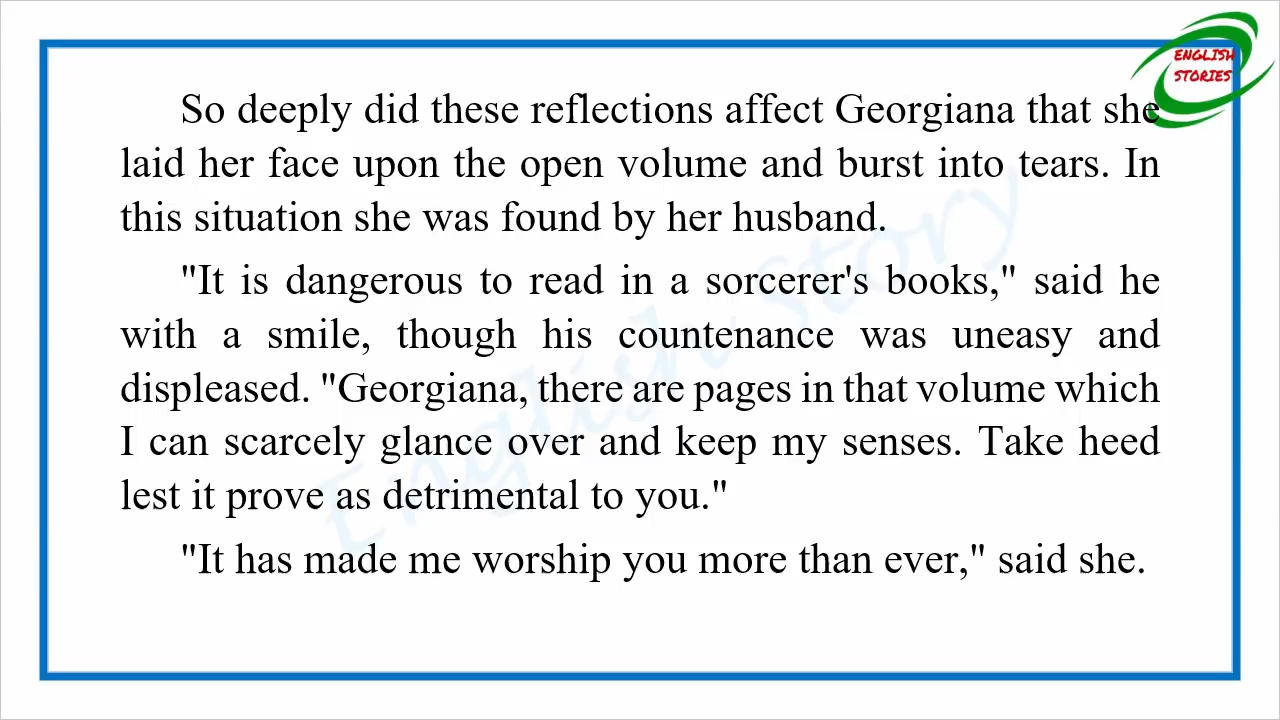 ENGLISH
STORIES
So deeply did these reflections affect Georgiana that she
laid her face upon the open volume and burst into tears. In
this situation she was found by her husband.
"It is dangerous to read in a sorcerer's books," said he
with a smile, though his countenance was uneasy and
displeased. "Georgiana, there are pages in that volume which
I can scarcely glance over and keep my senses. Take heed
lest it prove as detrimental to you."
"It has made me worship you more than ever," said she.
English Story